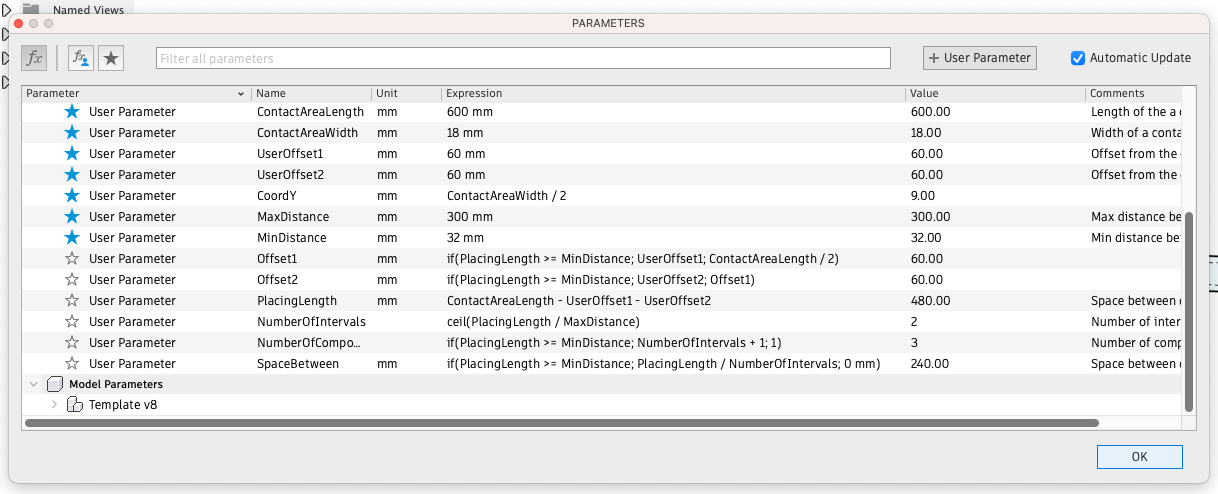 Named Views
PARAMETERS
fx fx ★ Filter all parameters + User Parameter Automatic Update
Parameter Name Unit Expression Value Comments
User Parameter ContactAreaLength mm 600 mm 600.00 Length of the a
User Parameter ContactAreaWidth mm 18 mm 18.00 Width of a conta
User Parameter UserOffset1 mm 60 mm 60.00 Offset from the
User Parameter UserOffset2 mm 60 mm 60.00 Offset from the
User Parameter CoordY mm ContactAreaWidth / 2 9.00
User Parameter MaxDistance mm 300 mm 300.00 Max distance be
User Parameter MinDistance mm 32 mm 32.00 Min distance be
User Parameter Offset1 mm if(PlacingLength >= MinDistance; UserOffset1; ContactAreaLength / 2) 60.00
User Parameter Offset2 mm if(PlacingLength >= MinDistance; UserOffset2; Offset1) 60.00
User Parameter PlacingLength mm ContactAreaLength - UserOffset1 - UserOffset2 480.00 Space between
User Parameter NumberOfIntervals ceil(PlacingLength / MaxDistance) 2 Number of inter
User Parameter NumberOfCompo... if(PlacingLength >= MinDistance; NumberOfIntervals + 1; 1) 3 Number of comp
User Parameter SpaceBetween mm if(PlacingLength >= MinDistance; PlacingLength / NumberOfIntervals; 0 mm) 240.00 Space between
Model Parameters
Template v8
OK